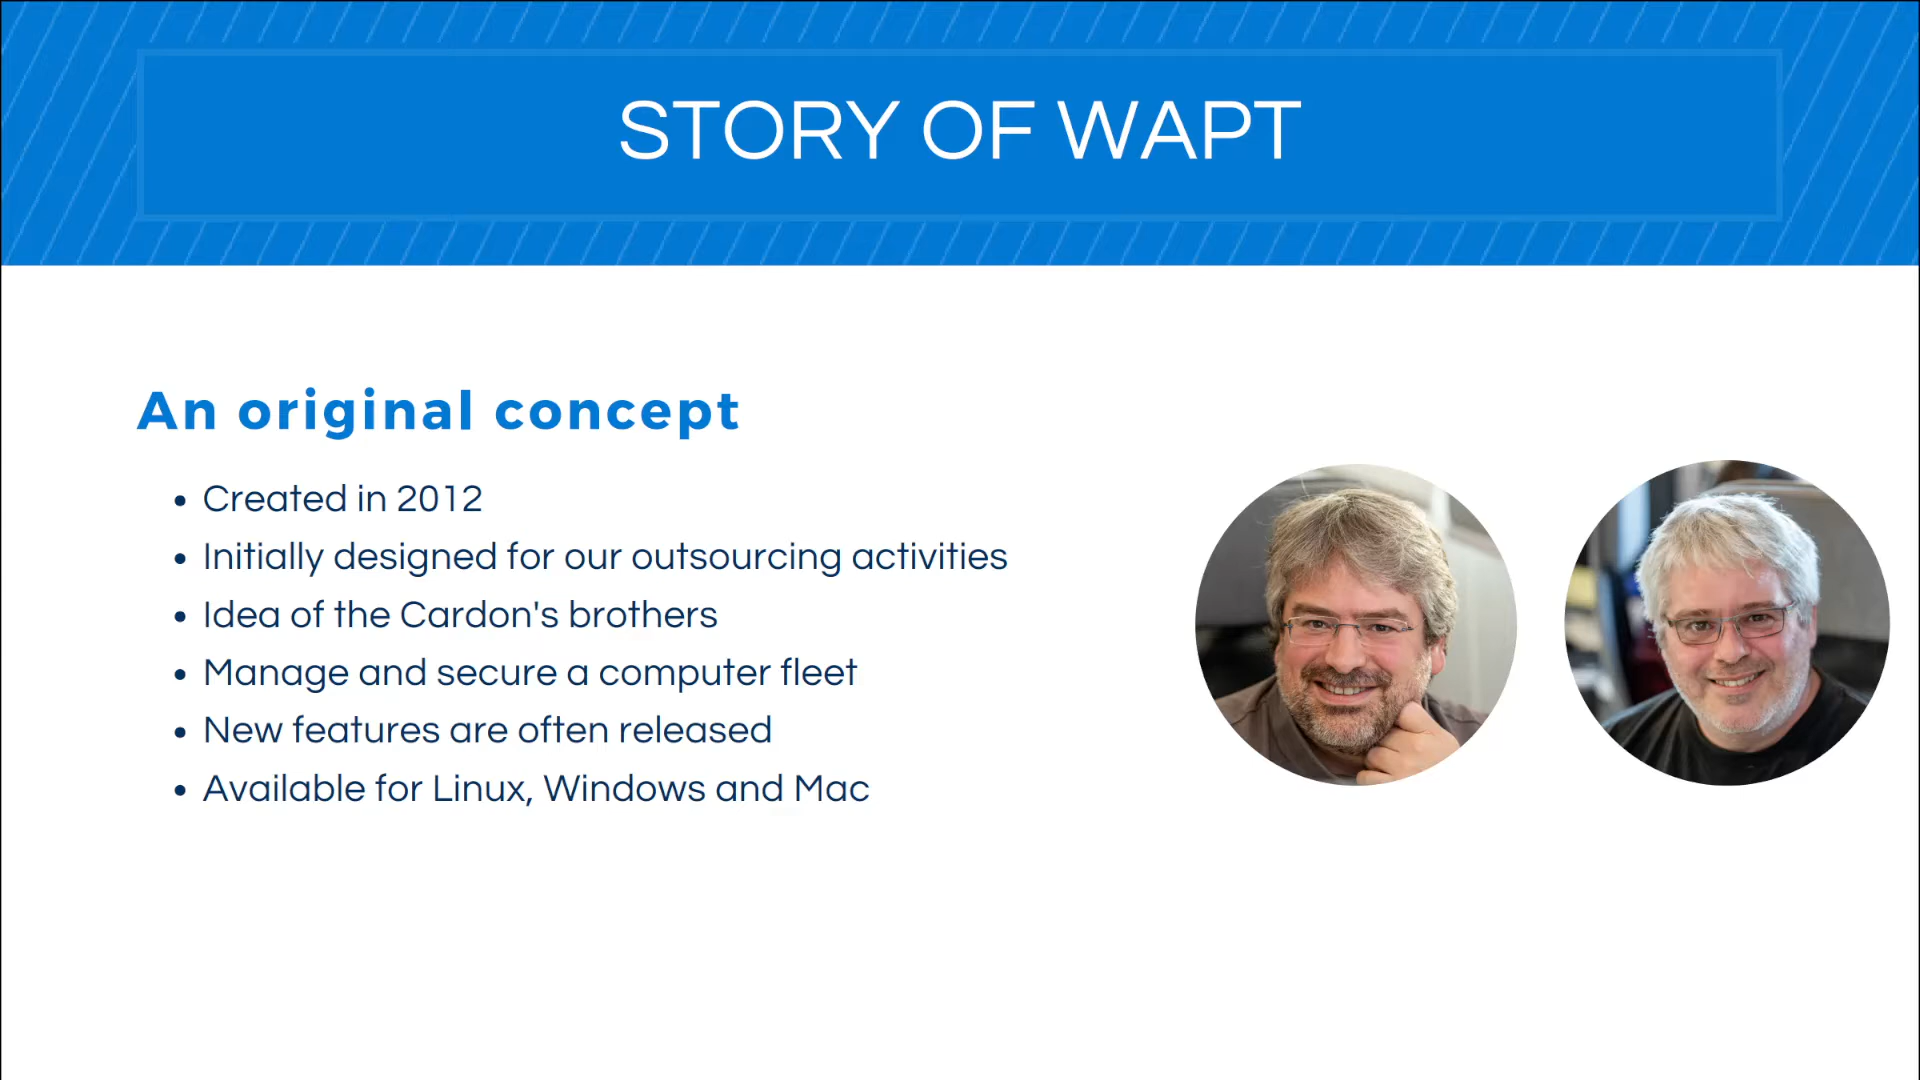 STORY OF WAPT
An original concept
• Created in 2012
• Initially designed for our outsourcing activities
• Idea of the Cardon's brothers
• Manage and secure a computer fleet
• New features are often released
• Available for Linux, Windows and Mac